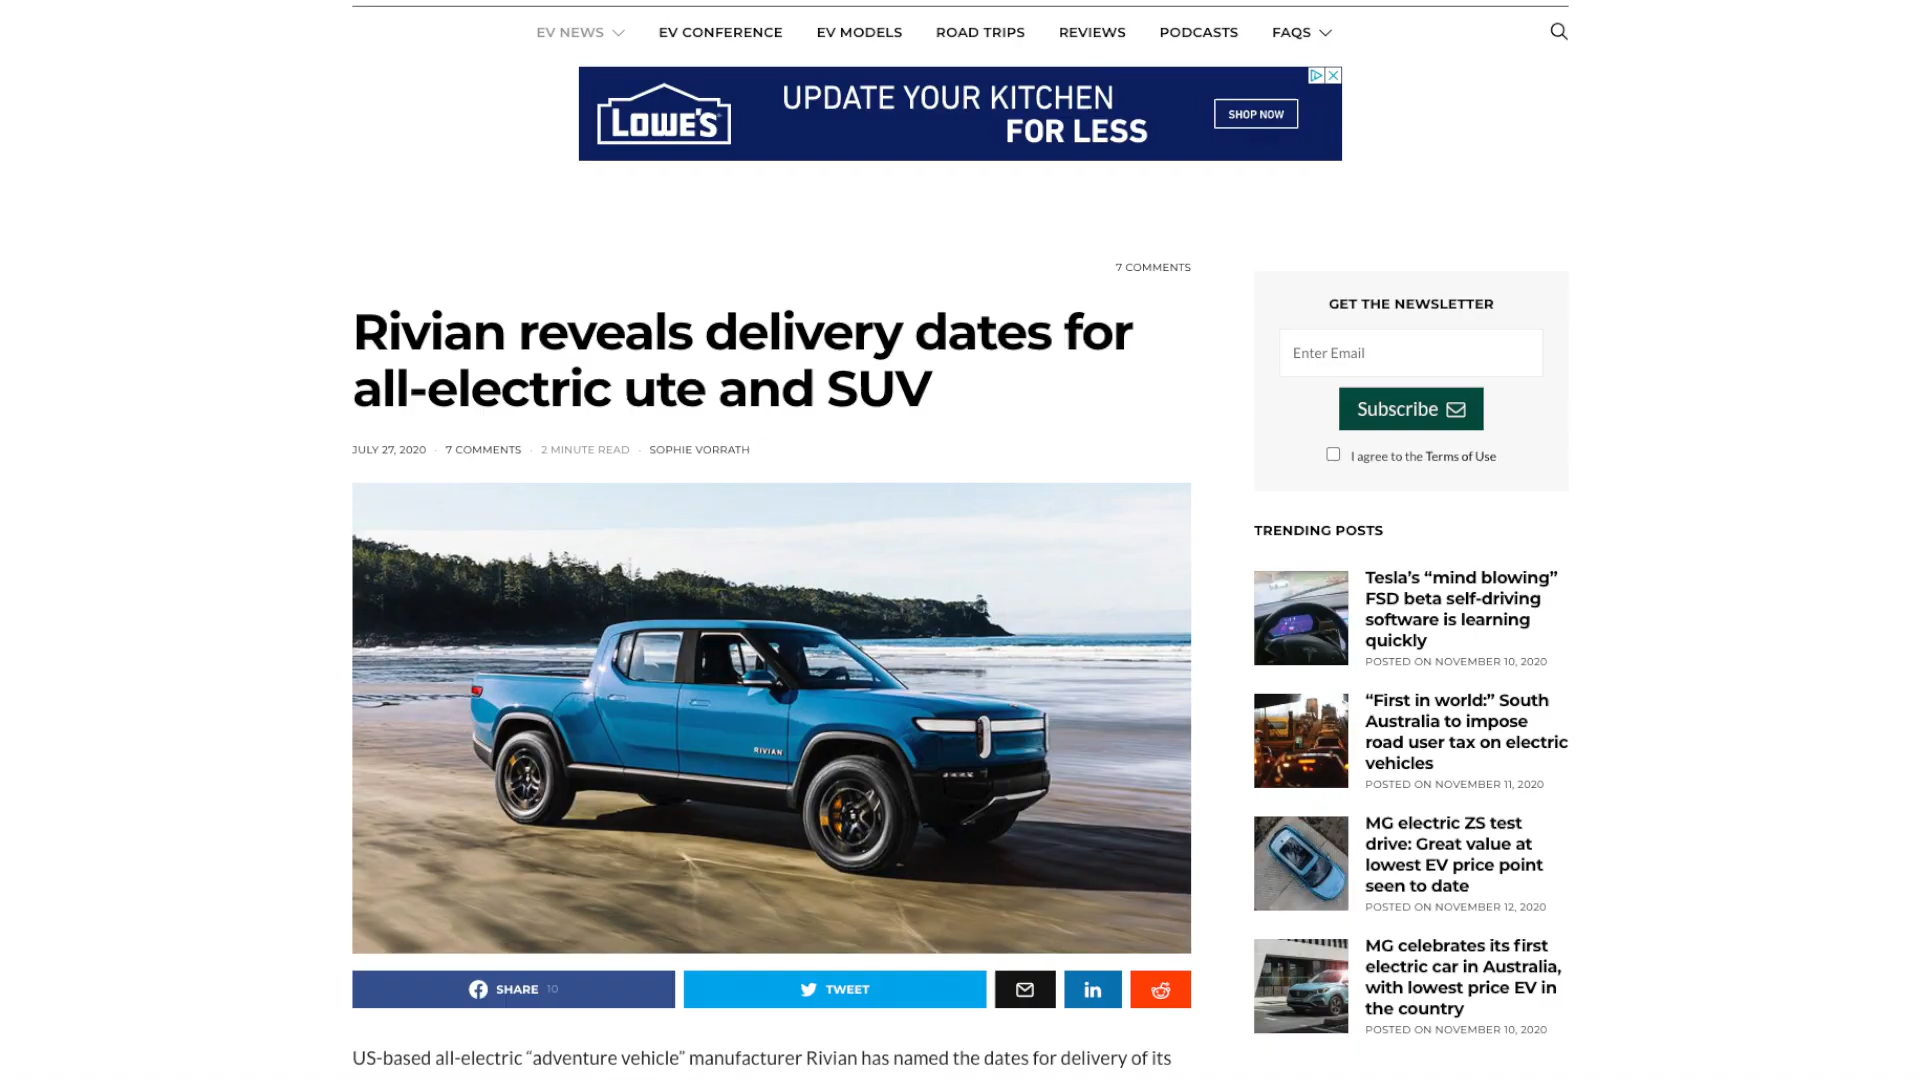 EV NEWS
EV CONFERENCE
EV MODELS
ROAD TRIPS
REVIEWS
PODCASTS
FAQS
LOWE'S
UPDATE YOUR KITCHEN
FOR LESS
SHOP NOW
7 COMMENTS
Rivian reveals delivery dates for
all-electric ute and SUV
JULY 27, 2020 · 7 COMMENTS · 2 MINUTE READ · SOPHIE VORRATH
RIVIAN
SHARE 10
TWEET
in
US-based all-electric “adventure vehicle” manufacturer Rivian has named the dates for delivery of its
GET THE NEWSLETTER
Enter Email
Subscribe
I agree to the Terms of Use
TRENDING POSTS
Tesla’s “mind blowing”
FSD beta self-driving
software is learning
quickly
POSTED ON NOVEMBER 10, 2020
“First in world:” South
Australia to impose
road user tax on electric
vehicles
POSTED ON NOVEMBER 11, 2020
MG electric ZS test
drive: Great value at
lowest EV price point
seen to date
POSTED ON NOVEMBER 12, 2020
MG celebrates its first
electric car in Australia,
with lowest price EV in
the country
POSTED ON NOVEMBER 10, 2020